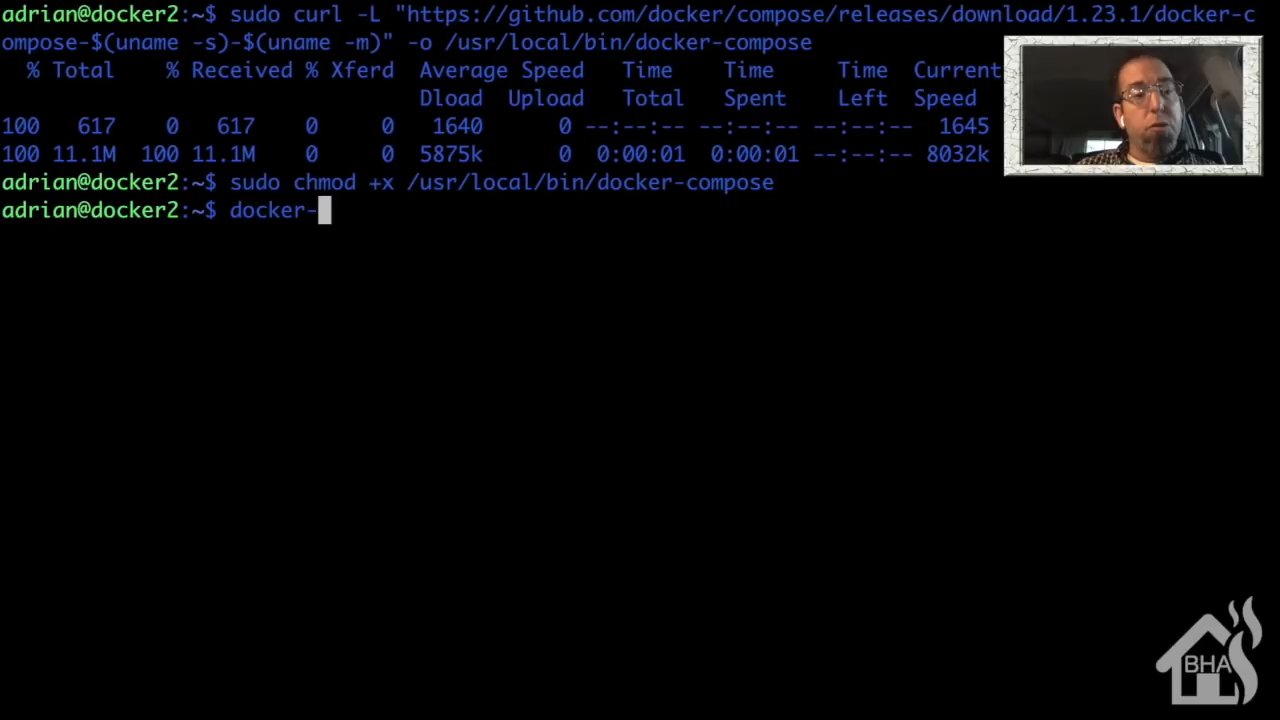 adrian@docker2:~$ sudo curl -L "https://github.com/docker/compose/releases/download/1.23.1/docker-c
ompose-$(uname -s)-$(uname -m)" -o /usr/local/bin/docker-compose
% Total % Received % Xferd Average Speed Time Time Time Current
Dload Upload Total Spent Left Speed
100 617 0 617 0 0 1640 0 --:--:-- --:--:-- --:--:-- 1645
100 11.1M 100 11.1M 0 0 5875k 0 0:00:01 0:00:01 --:--:-- 8032k
adrian@docker2:~$ sudo chmod +x /usr/local/bin/docker-compose
adrian@docker2:~$ docker-
BHA